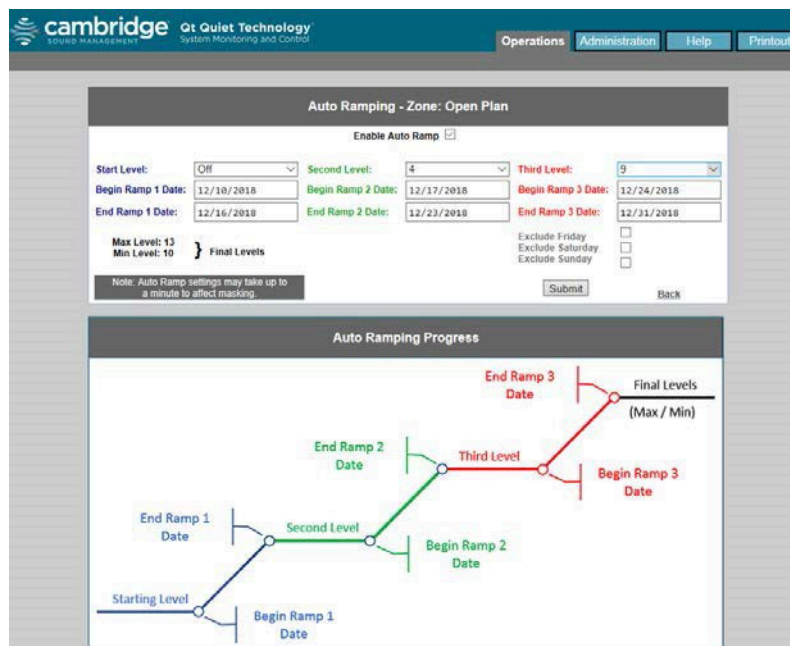 cambridge
SOUND MANAGEMENT
Qt Quiet Technology
System Monitoring and Control
Operations Administration Help Printout
Auto Ramping - Zone: Open Plan
Enable Auto Ramp
Start Level: Off Second Level: 4 Third Level: 9
Begin Ramp 1 Date: 12/10/2018 Begin Ramp 2 Date: 12/17/2018 Begin Ramp 3 Date: 12/24/2018
End Ramp 1 Date: 12/16/2018 End Ramp 2 Date: 12/23/2018 End Ramp 3 Date: 12/31/2018
Max Level: 13
Min Level: 10
} Final Levels
Exclude Friday
Exclude Saturday
Exclude Sunday
Note: Auto Ramp settings may take up to
a minute to affect masking.
Submit Back
Auto Ramping Progress
End Ramp 3
Date
Final Levels
(Max / Min)
End Ramp 2
Date
Third Level
Begin Ramp 3
Date
End Ramp 1
Date
Second Level
Begin Ramp 2
Date
Starting Level
Begin Ramp 1
Date